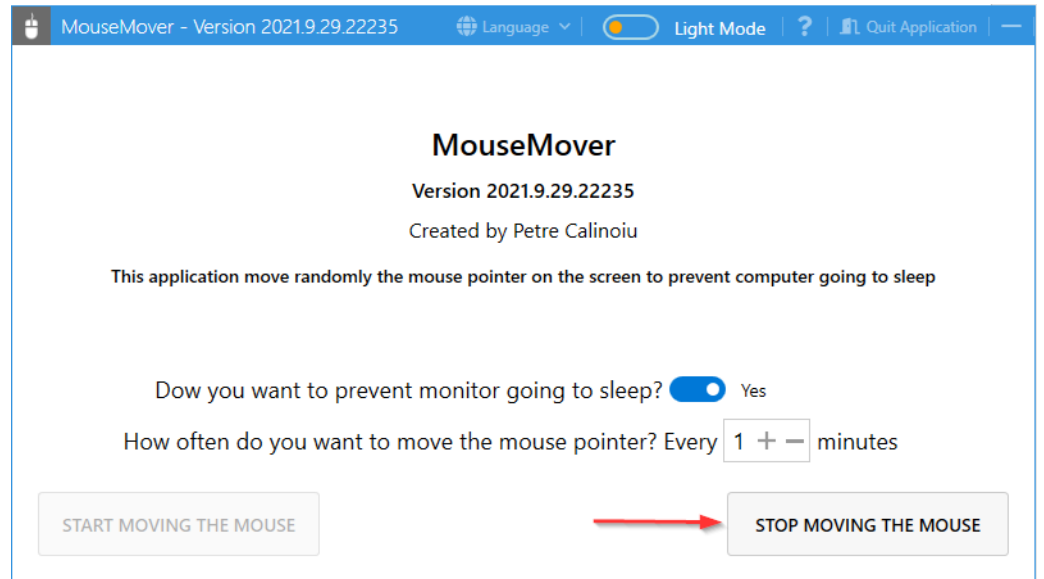 MouseMover - Version 2021.9.29.22235 Language Light Mode ? Quit Application
MouseMover
Version 2021.9.29.22235
Created by Petre Calinoiu
This application move randomly the mouse pointer on the screen to prevent computer going to sleep
Dow you want to prevent monitor going to sleep? Yes
How often do you want to move the mouse pointer? Every 1 + − minutes
START MOVING THE MOUSE STOP MOVING THE MOUSE